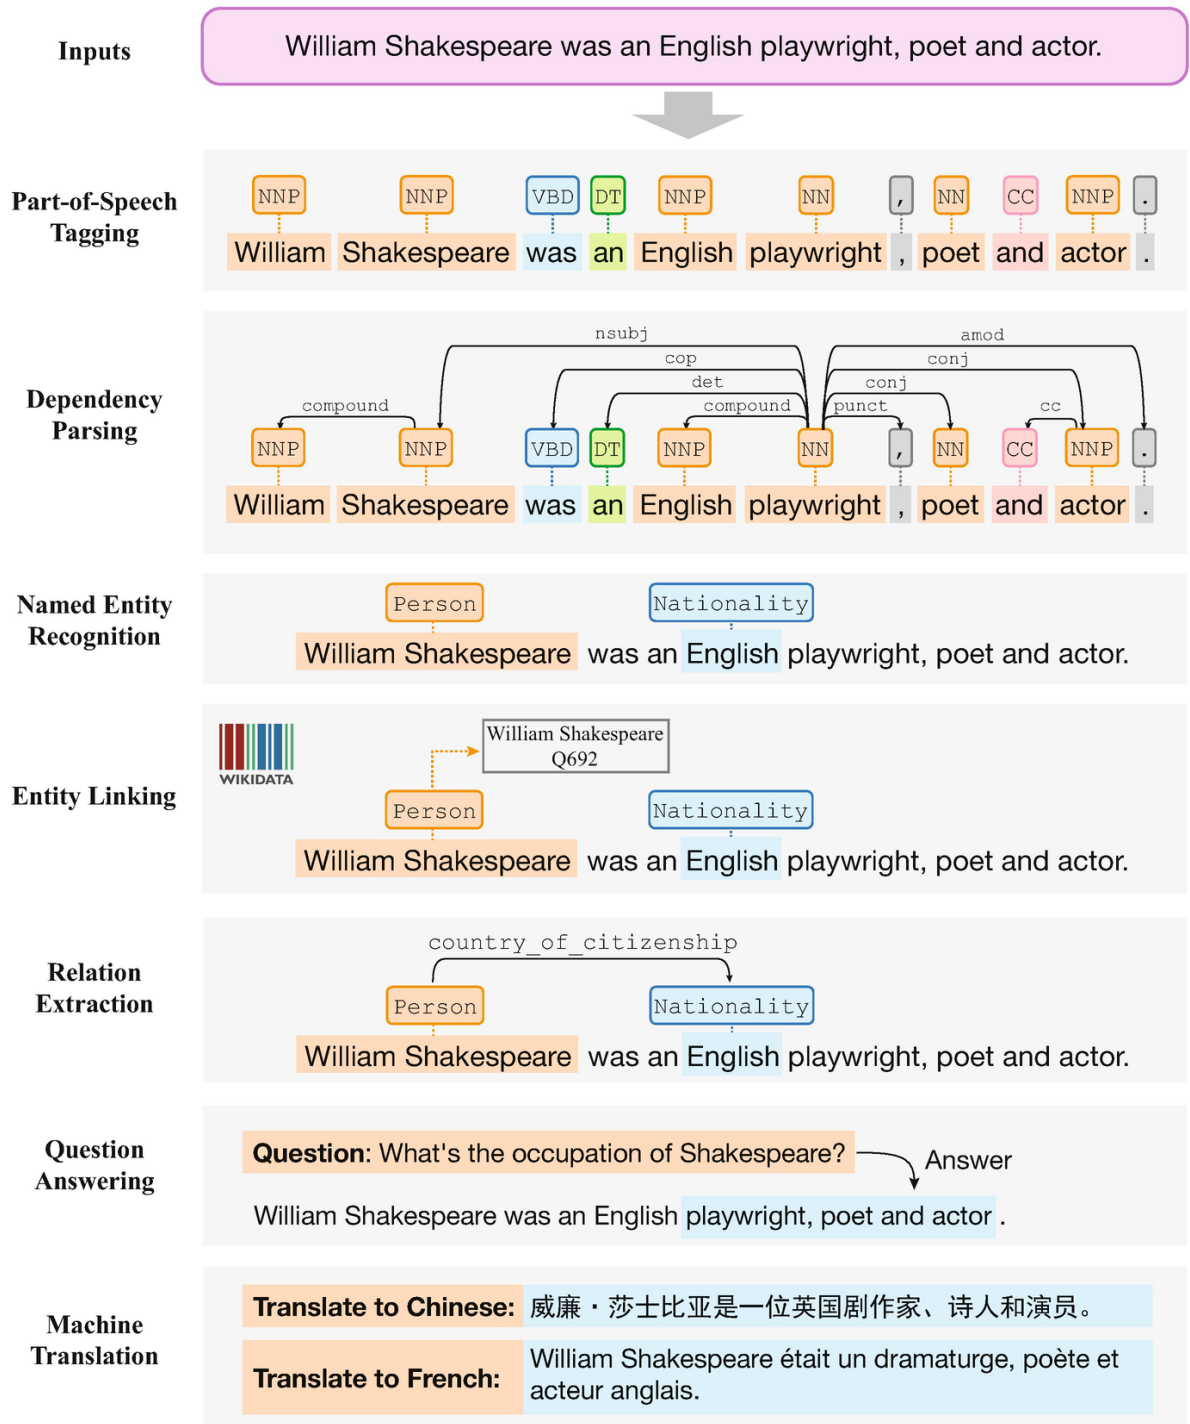 Inputs
William Shakespeare was an English playwright, poet and actor.
Part-of-Speech
Tagging
NNP NNP VBD DT NNP NN , NN CC NNP .
William Shakespeare was an English playwright , poet and actor .
Dependency
Parsing
nsubj amod
cop conj
det conj
compound compound punct cc
NNP NNP VBD DT NNP NN , NN CC NNP .
William Shakespeare was an English playwright , poet and actor .
Named Entity
Recognition
Person Nationality
William Shakespeare was an English playwright, poet and actor.
Entity Linking
WIKIDATA
William Shakespeare
Q692
Person Nationality
William Shakespeare was an English playwright, poet and actor.
Relation
Extraction
country_of_citizenship
Person Nationality
William Shakespeare was an English playwright, poet and actor.
Question
Answering
Question: What's the occupation of Shakespeare? Answer
William Shakespeare was an English playwright, poet and actor .
Machine
Translation
Translate to Chinese: 威廉·莎士比亚是一位英国剧作家、诗人和演员。
Translate to French: William Shakespeare était un dramaturge, poète et
acteur anglais.